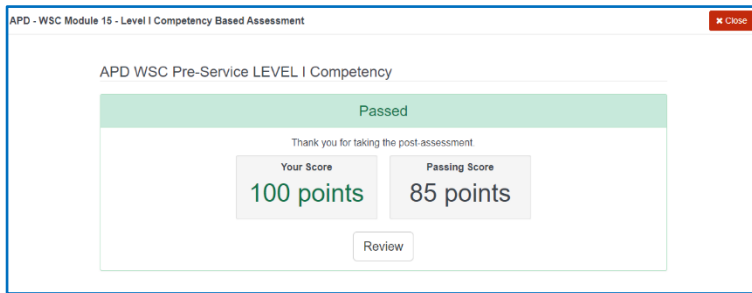 APD - WSC Module 15 - Level I Competency Based Assessment
✖ Close
APD WSC Pre-Service LEVEL I Competency
Passed
Thank you for taking the post-assessment.
Your Score
100 points
Passing Score
85 points
Review